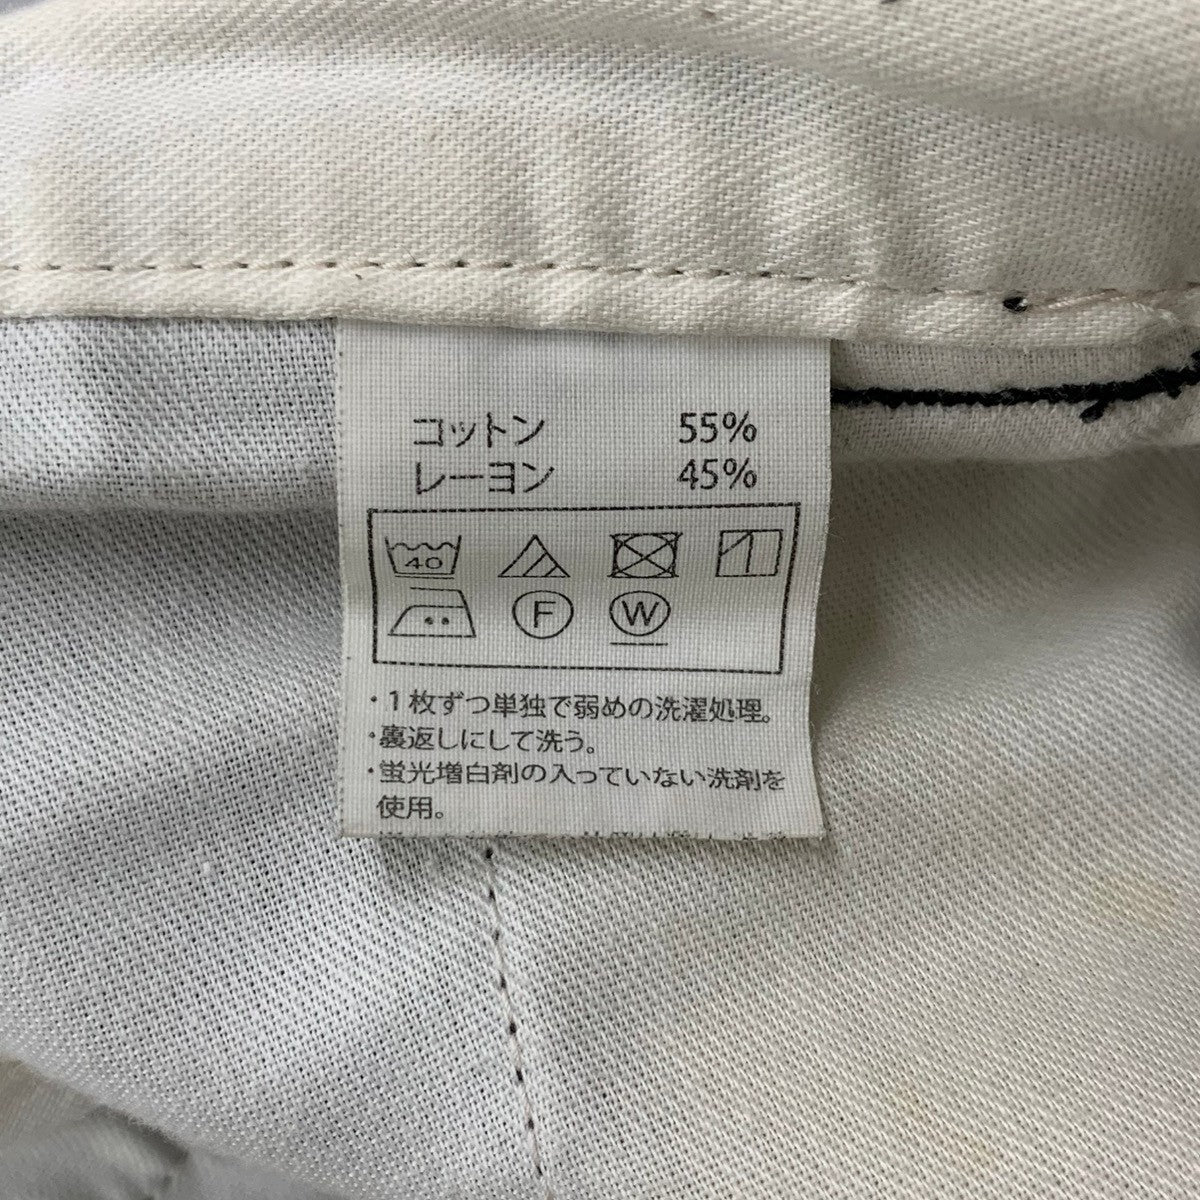 コットン 55%
レーヨン 45%
40
F W
・1枚ずつ単独で弱めの洗濯処理。
・裏返しにして洗う。
・蛍光増白剤の入っていない洗剤を
使用。